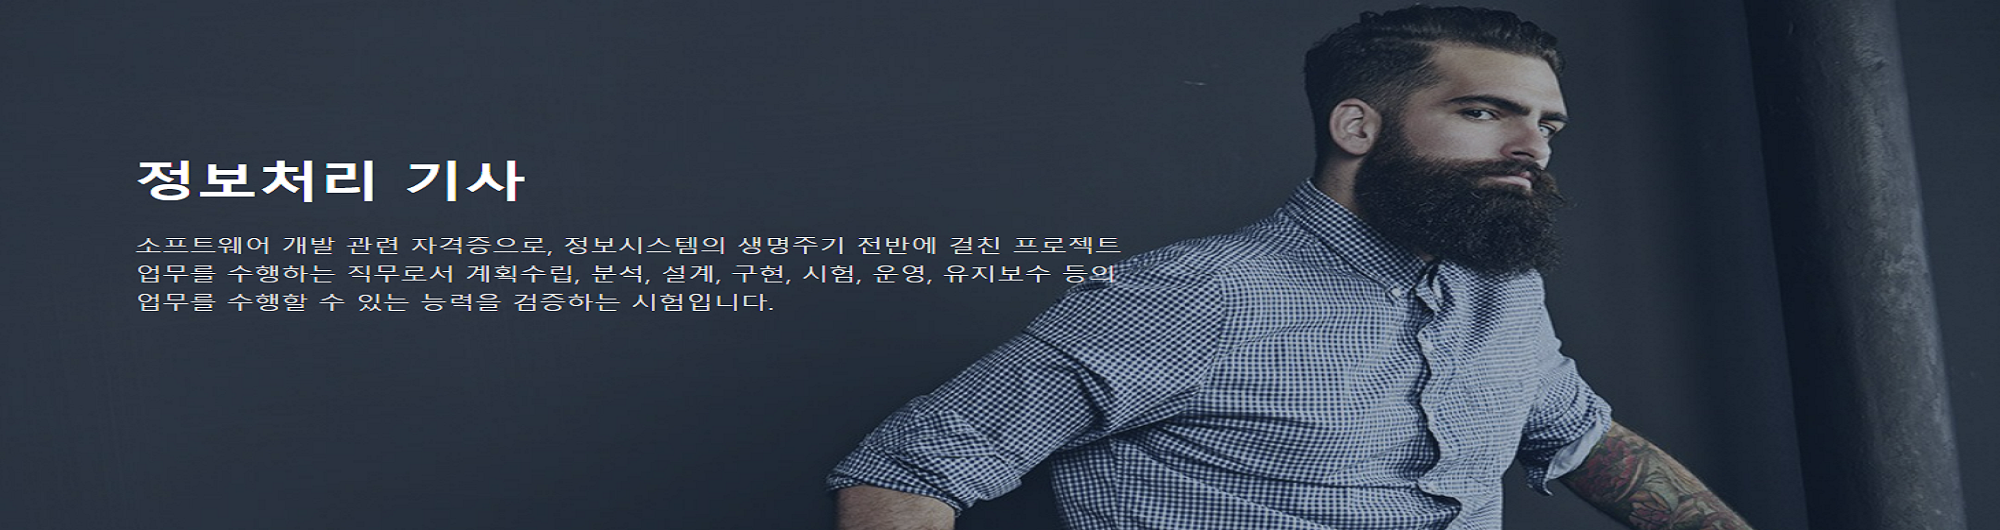 정보처리 기사
소프트웨어 개발 관련 자격증으로, 정보시스템의 생명주기 전반에 걸친 프로젝트
업무를 수행하는 직무로서 계획수립, 분석, 설계, 구현, 시험, 운영, 유지보수 등의
업무를 수행할 수 있는 능력을 검증하는 시험입니다.